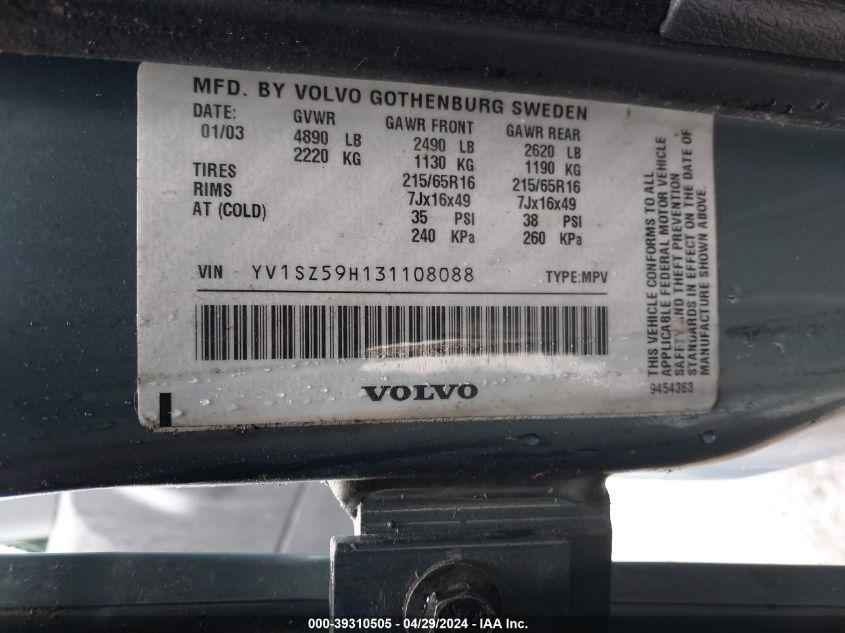 MFD. BY VOLVO GOTHENBURG SWEDEN
DATE: GVWR GAWR FRONT GAWR REAR
01/03 4890 LB 2490 LB 2620 LB
2220 KG 1130 KG 1190 KG
TIRES 215/65R16 215/65R16
RIMS 7Jx16x49 7Jx16x49
AT (COLD) 35 PSI 38 PSI
240 KPa 260 KPa
VIN YV1SZ59H131108088 TYPE:MPV
VOLVO
THIS VEHICLE CONFORMS TO ALL
APPLICABLE FEDERAL MOTOR VEHICLE
SAFETY AND THEFT PREVENTION
STANDARDS IN EFFECT ON THE DATE OF
MANUFACTURE SHOWN ABOVE.
9454363
000-39310505 - 04/29/2024 - IAA Inc.